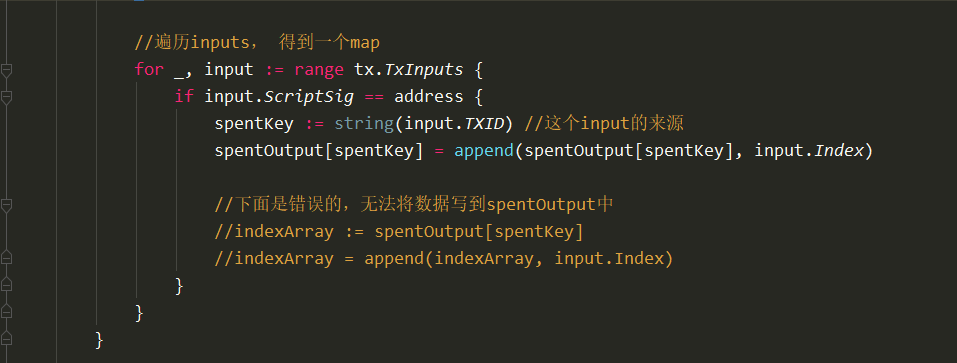 //遍历inputs， 得到一个map
for _, input := range tx.TxInputs {
if input.ScriptSig == address {
spentKey := string(input.TXID) //这个input的来源
spentOutput[spentKey] = append(spentOutput[spentKey], input.Index)
//下面是错误的，无法将数据写到spentOutput中
//indexArray := spentOutput[spentKey]
//indexArray = append(indexArray, input.Index)
}
}
}